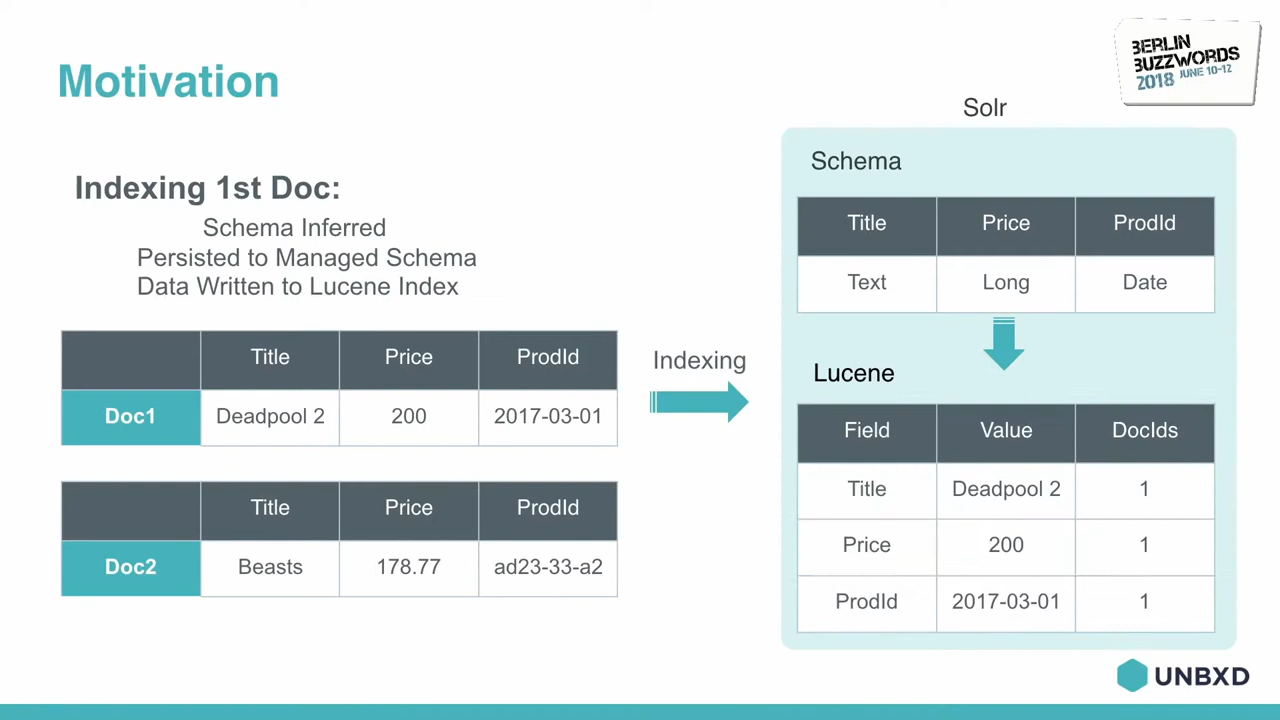 Motivation
BERLIN
BUZZWORDS
2018 JUNE 10-12
Indexing 1st Doc:
Schema Inferred
Persisted to Managed Schema
Data Written to Lucene Index
Title Price ProdId
Doc1 Deadpool 2 200 2017-03-01
Title Price ProdId
Doc2 Beasts 178.77 ad23-33-a2
Indexing
Solr
Schema
Title Price ProdId
Text Long Date
Lucene
Field Value DocIds
Title Deadpool 2 1
Price 200 1
ProdId 2017-03-01 1
UNBXD